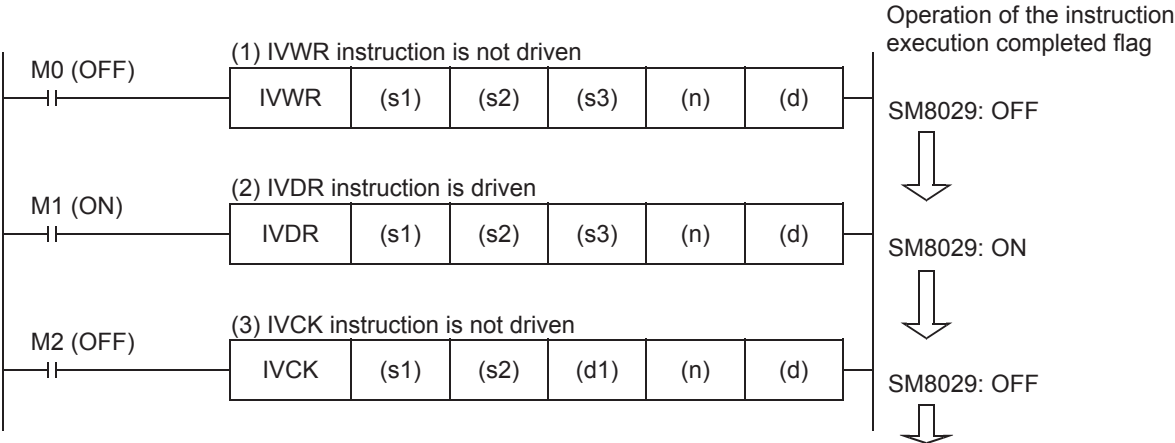 Operation of the instruction
execution completed flag
M0 (OFF)
(1) IVWR instruction is not driven
IVWR (s1) (s2) (s3) (n) (d)
SM8029: OFF
M1 (ON)
(2) IVDR instruction is driven
IVDR (s1) (s2) (s3) (n) (d)
SM8029: ON
M2 (OFF)
(3) IVCK instruction is not driven
IVCK (s1) (s2) (d1) (n) (d)
SM8029: OFF